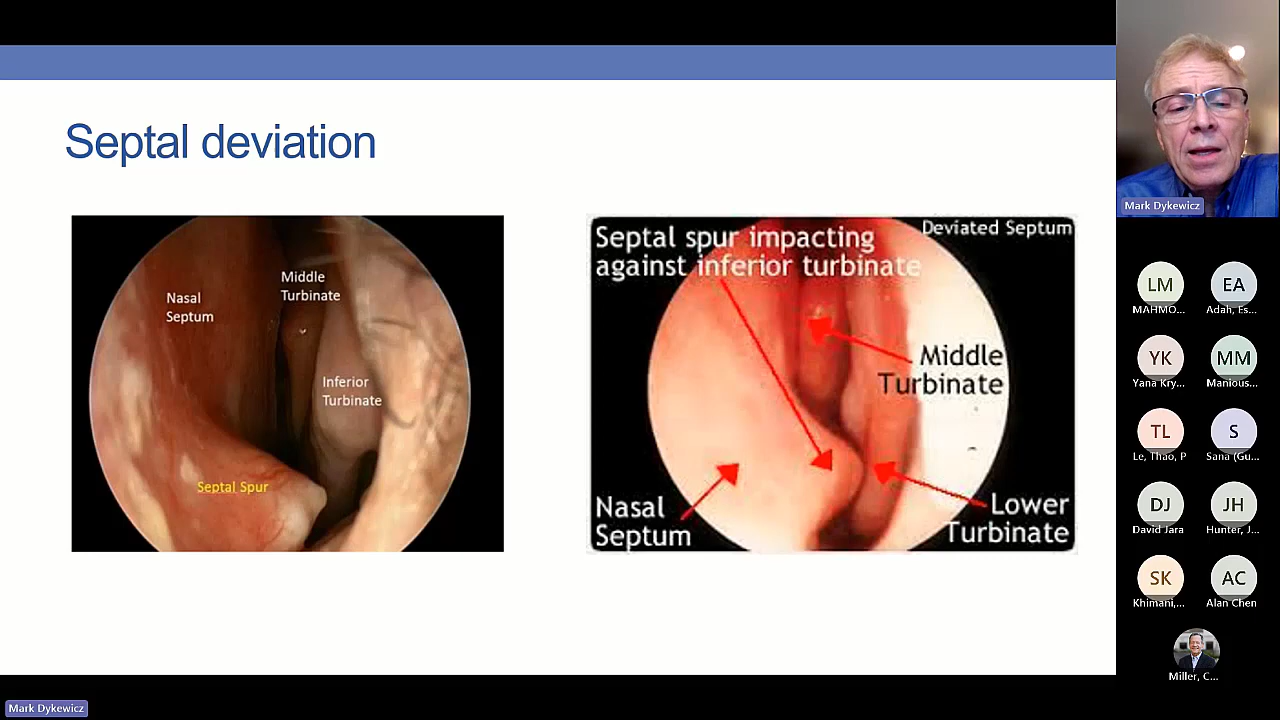 Septal deviation
Nasal
Septum
Middle
Turbinate
Inferior
Turbinate
Septal Spur
Septal spur impacting
against inferior turbinate
Deviated Septum
Middle
Turbinate
Nasal
Septum
Lower
Turbinate
Mark Dykewicz
LM
MAHMO...
EA
Adah, Es...
YK
Yana Kry...
MM
Manious...
TL
Le, Thao, P
S
Sana (Gu...
DJ
David Jara
JH
Hunter, J...
SK
Khimani,...
AC
Alan Chen
Miller, C...
Mark Dykewicz